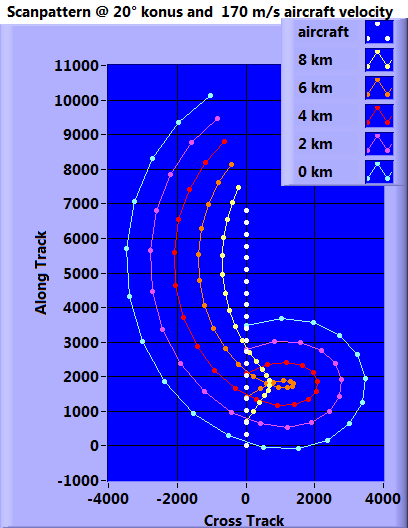 Scanpattern @ 20° konus and  170 m/s aircraft velocity
aircraft
8 km
6 km
4 km
2 km
0 km
11000
10000
9000
8000
7000
6000
5000
4000
3000
2000
1000
0
-1000
Along Track
-4000 -2000 0 2000 4000
Cross Track